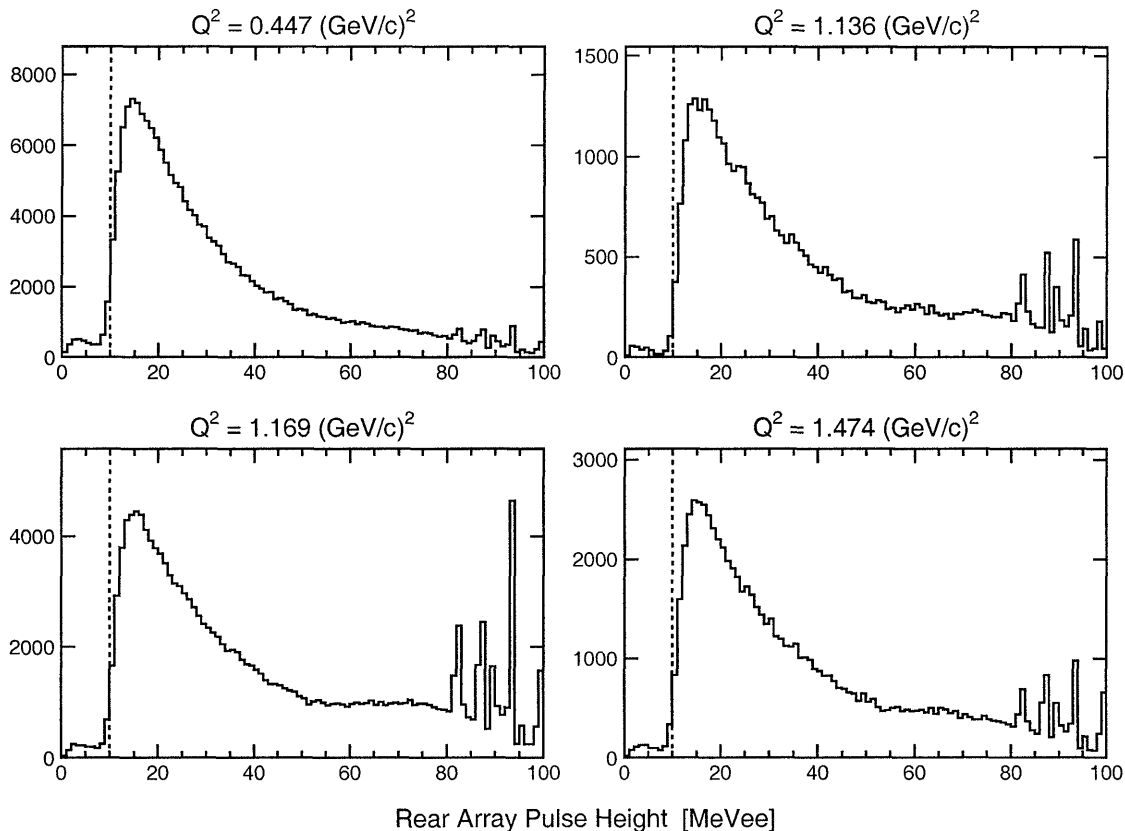 Q² = 0.447 (GeV/c)²
8000
6000
4000
2000
0
0 20 40 60 80 100
Q² = 1.136 (GeV/c)²
1500
1000
500
0
0 20 40 60 80 100
Q² = 1.169 (GeV/c)²
4000
2000
0
0 20 40 60 80 100
Q² = 1.474 (GeV/c)²
3000
2000
1000
0
0 20 40 60 80 100
Rear Array Pulse Height [MeVee]